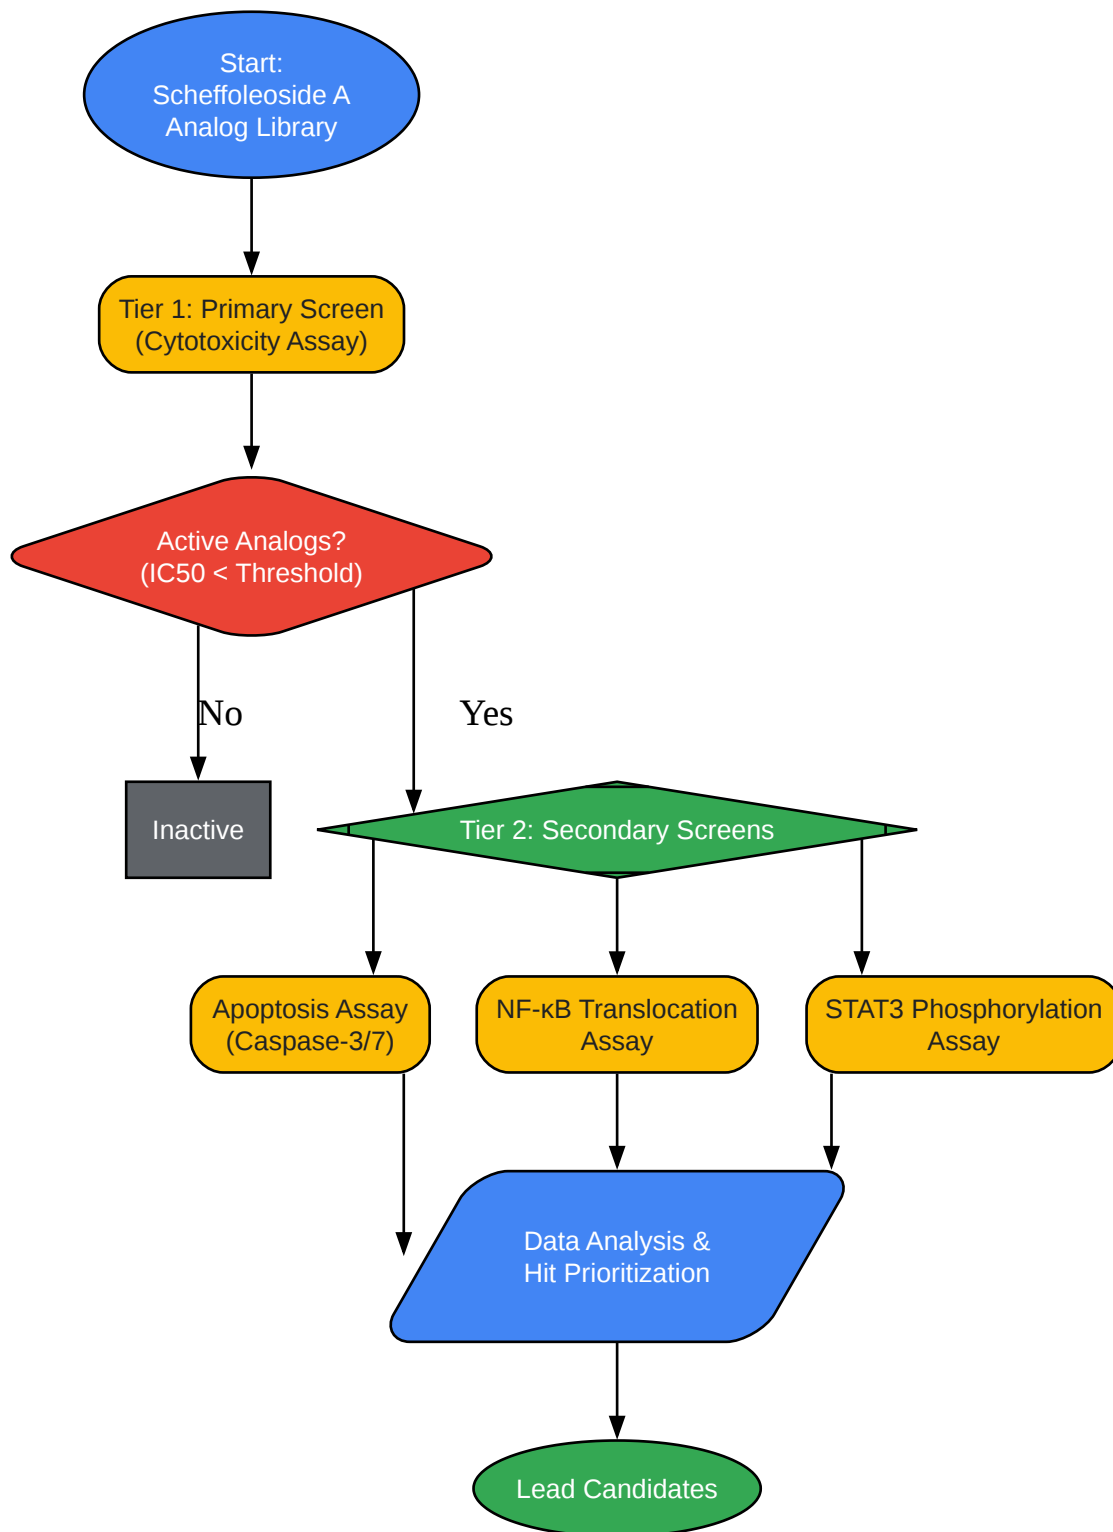 Start:
Scheffoleoside A
Analog Library
Tier 1: Primary Screen
(Cytotoxicity Assay)
Active Analogs?
(IC50 < Threshold)
No
Yes
Inactive
Tier 2: Secondary Screens
Apoptosis Assay
(Caspase-3/7)
NF-κB Translocation
Assay
STAT3 Phosphorylation
Assay
Data Analysis &
Hit Prioritization
Lead Candidates